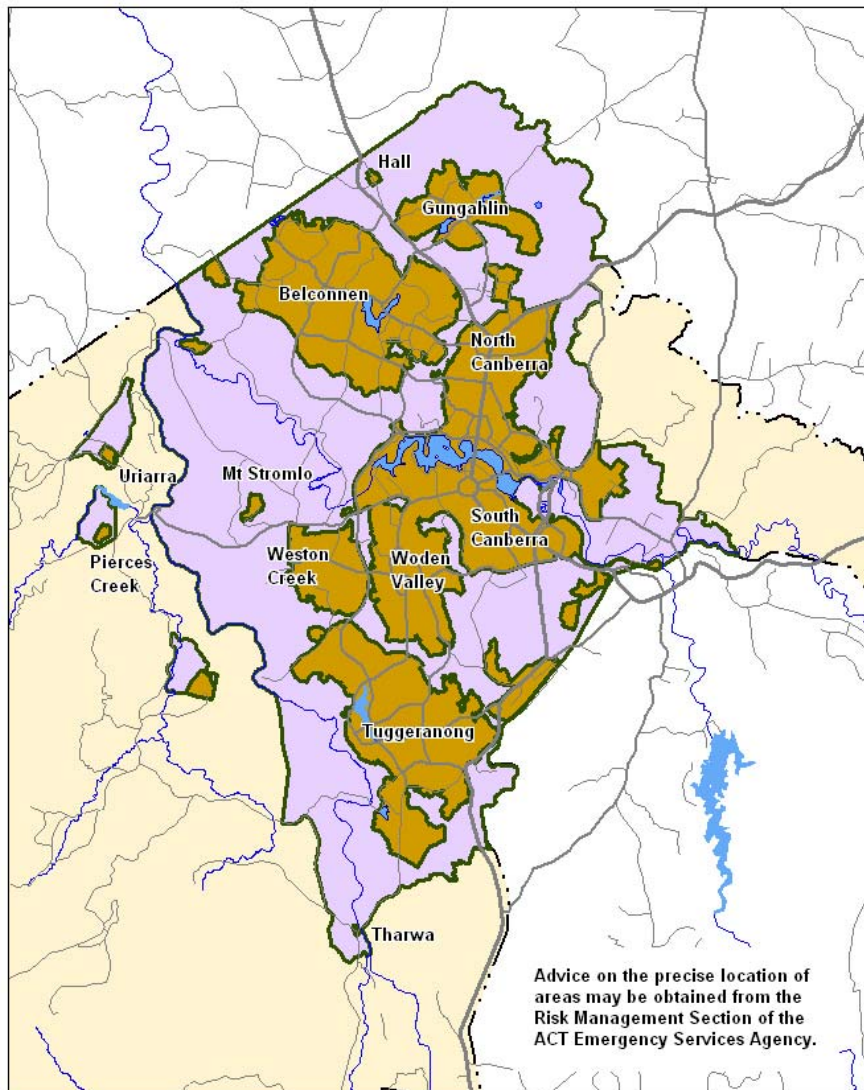 Hall
Gungahlin
Belconnen
North
Canberra
Uriarra
Mt Stromlo
South
Canberra
Pierces
Creek
Weston
Creek
Woden
Valley
Tuggeranong
Tharwa
Advice on the precise location of
areas may be obtained from the
Risk Management Section of the
ACT Emergency Services Agency.